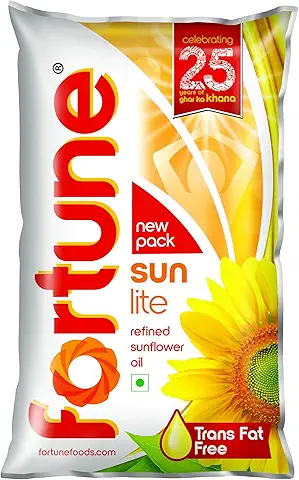 celebrating
25
years of
ghar ka khana
fortune®
new
pack
sun
lite
refined
sunflower
oil
Trans Fat
Free
fortunefoods.com